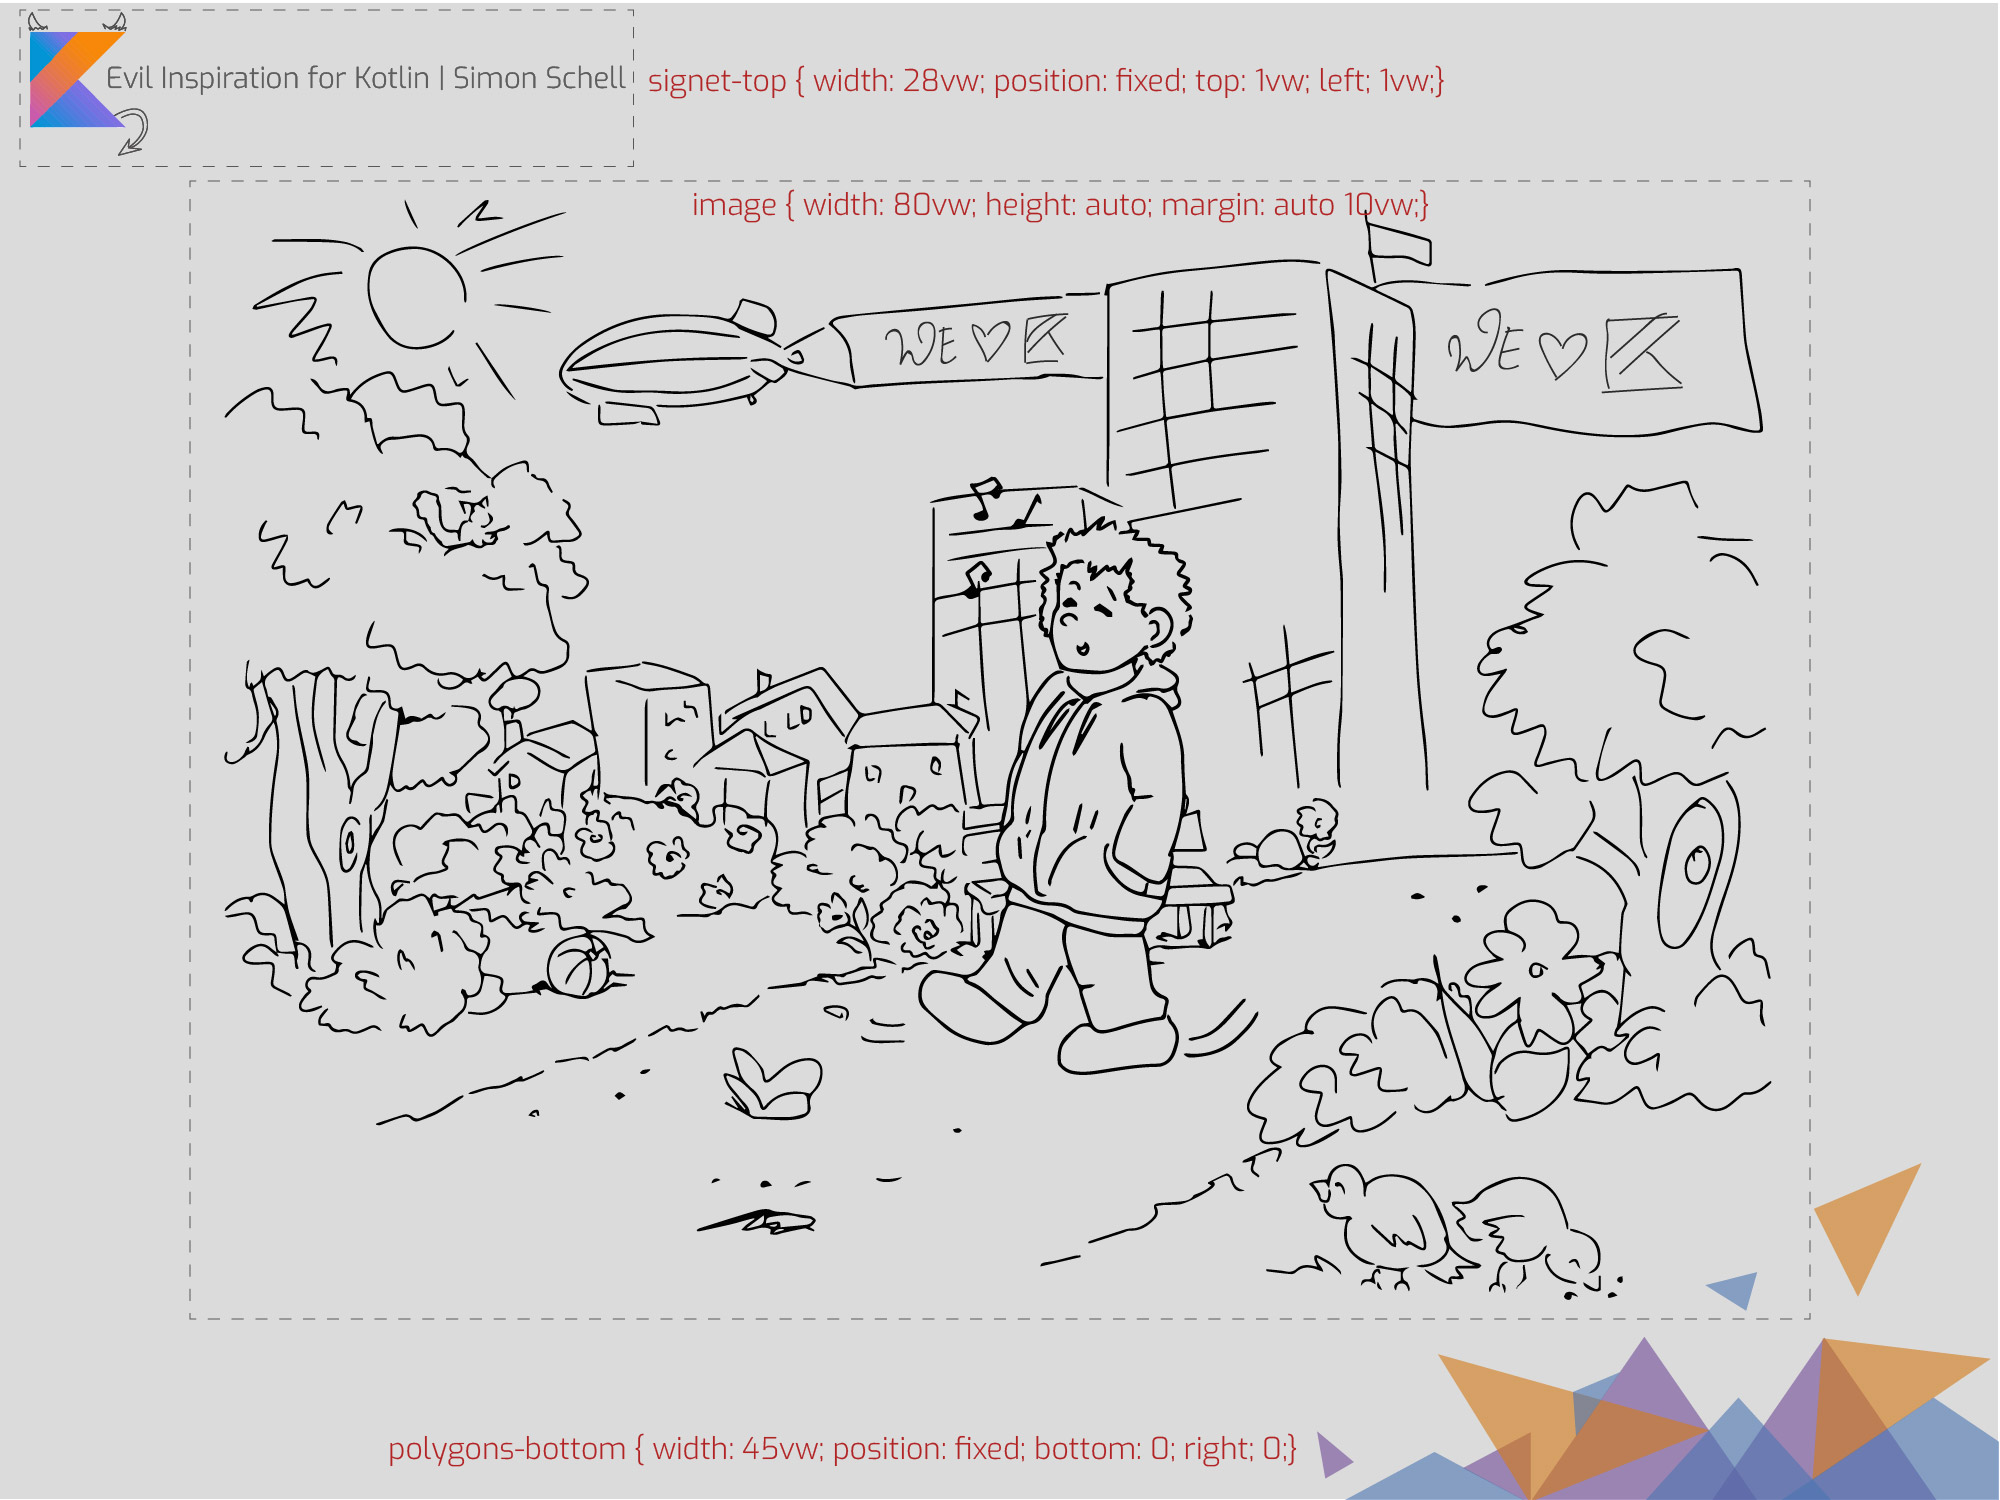 Evil Inspiration for Kotlin | Simon Schell
signet-top { width: 28vw; position: fixed; top: 1vw; left; 1vw;}
image { width: 80vw; height: auto; margin: auto 10vw;}
WE ♡ K
WE ♡ K
polygons-bottom { width: 45vw; position: fixed; bottom: 0; right; 0;}